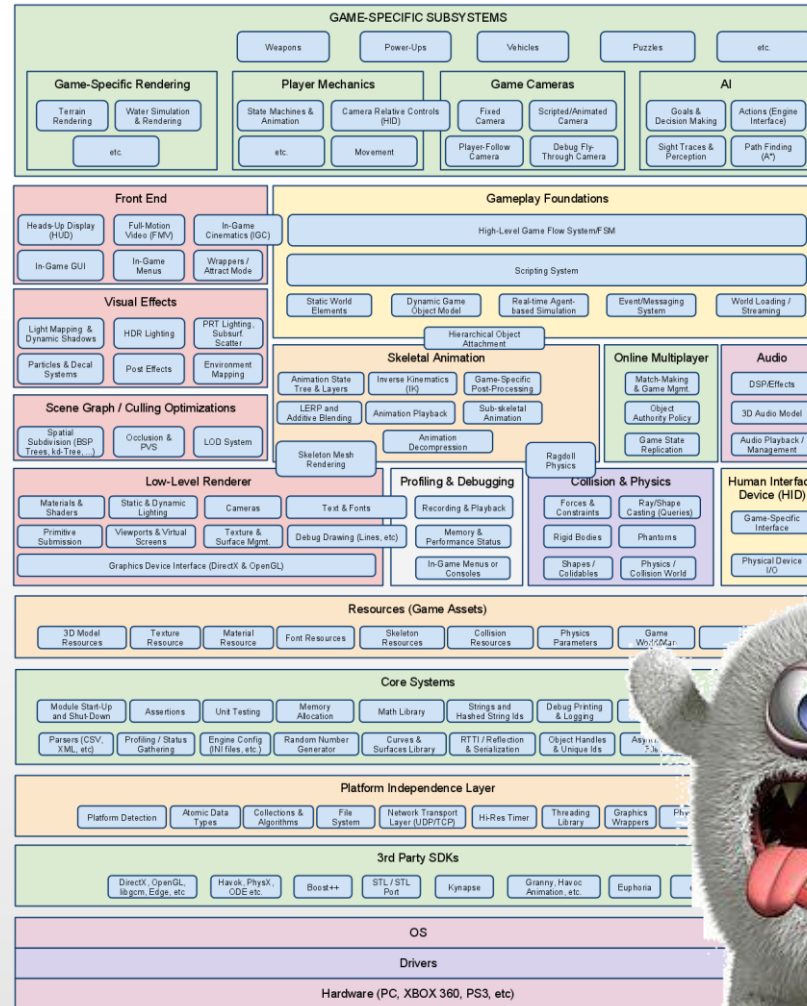 GAME-SPECIFIC SUBSYSTEMS
Weapons
Power-Ups
Vehicles
Puzzles
etc.
Game-Specific Rendering
Terrain
Rendering
Water Simulation
& Rendering
etc.
Player Mechanics
State Machines &
Animation
Camera Relative Controls
(HID)
etc.
Movement
Game Cameras
Fixed
Camera
Scripted/Animated
Camera
Player-Follow
Camera
Debug Fly-
Through Camera
AI
Goals &
Decision Making
Actions (Engine
Interface)
Sight Traces &
Perception
Path Finding
(A*)
Front End
Heads-Up Display
(HUD)
Full-Motion
Video (FMV)
In-Game
Cinematics (IGC)
In-Game GUI
In-Game
Menus
Wrappers /
Attract Mode
Gameplay Foundations
High-Level Game Flow System/FSM
Scripting System
Static World
Elements
Dynamic Game
Object Model
Real-time Agent-
based Simulation
Event/Messaging
System
World Loading /
Streaming
Hierarchical Object
Attachment
Visual Effects
Light Mapping &
Dynamic Shadows
HDR Lighting
PRT Lighting,
Subsurf.
Scatter
Particles & Decal
Systems
Post Effects
Environment
Mapping
Skeletal Animation
Animation State
Tree & Layers
Inverse Kinematics
(IK)
Game-Specific
Post-Processing
LERP and
Additive Blending
Animation Playback
Sub-skeletal
Animation
Animation
Decompression
Skeleton Mesh
Rendering
Ragdoll
Physics
Online Multiplayer
Match-Making
& Game Mgmt.
Object
Authority Policy
Game State
Replication
Audio
DSP/Effects
3D Audio Model
Audio Playback /
Management
Scene Graph / Culling Optimizations
Spatial
Subdivision (BSP
Trees, kd-Tree, ...)
Occlusion &
PVS
LOD System
Low-Level Renderer
Materials &
Shaders
Static & Dynamic
Lighting
Cameras
Text & Fonts
Primitive
Submission
Viewports & Virtual
Screens
Texture &
Surface Mgmt.
Debug Drawing (Lines, etc)
Graphics Device Interface (DirectX & OpenGL)
Profiling & Debugging
Recording & Playback
Memory &
Performance Status
In-Game Menus or
Consoles
Collision & Physics
Forces &
Constraints
Ray/Shape
Casting (Queries)
Rigid Bodies
Phantoms
Shapes /
Colidables
Physics /
Collision World
Human Interface
Device (HID)
Game-Specific
Interface
Physical Device
I/O
Resources (Game Assets)
3D Model
Resources
Texture
Resource
Material
Resource
Font Resources
Skeleton
Resources
Collision
Resources
Physics
Parameters
Game
World/Map
Core Systems
Module Start-Up
and Shut-Down
Assertions
Unit Testing
Memory
Allocation
Math Library
Strings and
Hashed String Ids
Debug Printing
& Logging
Parsers (CSV,
XML, etc)
Profiling / Status
Gathering
Engine Config
(INI files, etc.)
Random Number
Generator
Curves &
Surfaces Library
RTTI / Reflection
& Serialization
Object Handles
& Unique Ids
Platform Independence Layer
Platform Detection
Atomic Data
Types
Collections &
Algorithms
File
System
Network Transport
Layer (UDP/TCP)
Hi-Res Timer
Threading
Library
Graphics
Wrappers
3rd Party SDKs
DirectX, OpenGL,
libgcm, Edge, etc
Havok, PhysX,
ODE etc.
Boost++
STL / STL
Port
Kynapse
Granny, Havoc
Animation, etc.
Euphoria
OS
Drivers
Hardware (PC, XBOX 360, PS3, etc)